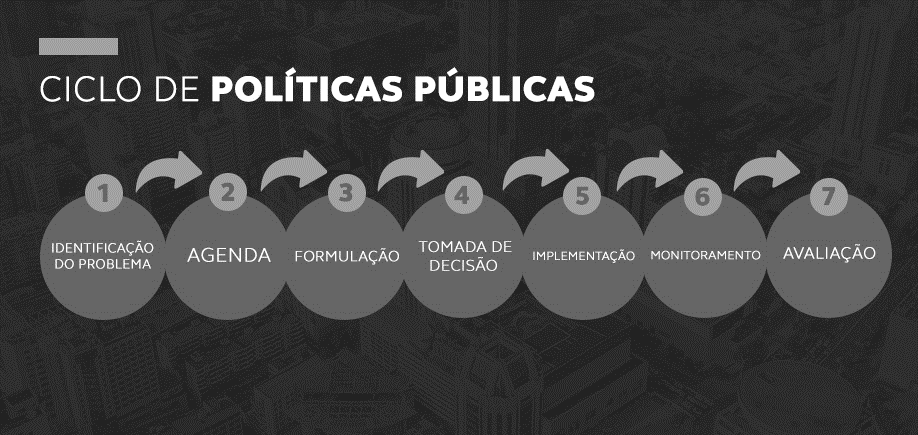 CICLO DE POLÍTICAS PÚBLICAS
1
IDENTIFICAÇÃO
DO PROBLEMA
2
AGENDA
3
FORMULAÇÃO
4
TOMADA DE
DECISÃO
5
IMPLEMENTAÇÃO
6
MONITORAMENTO
7
AVALIAÇÃO